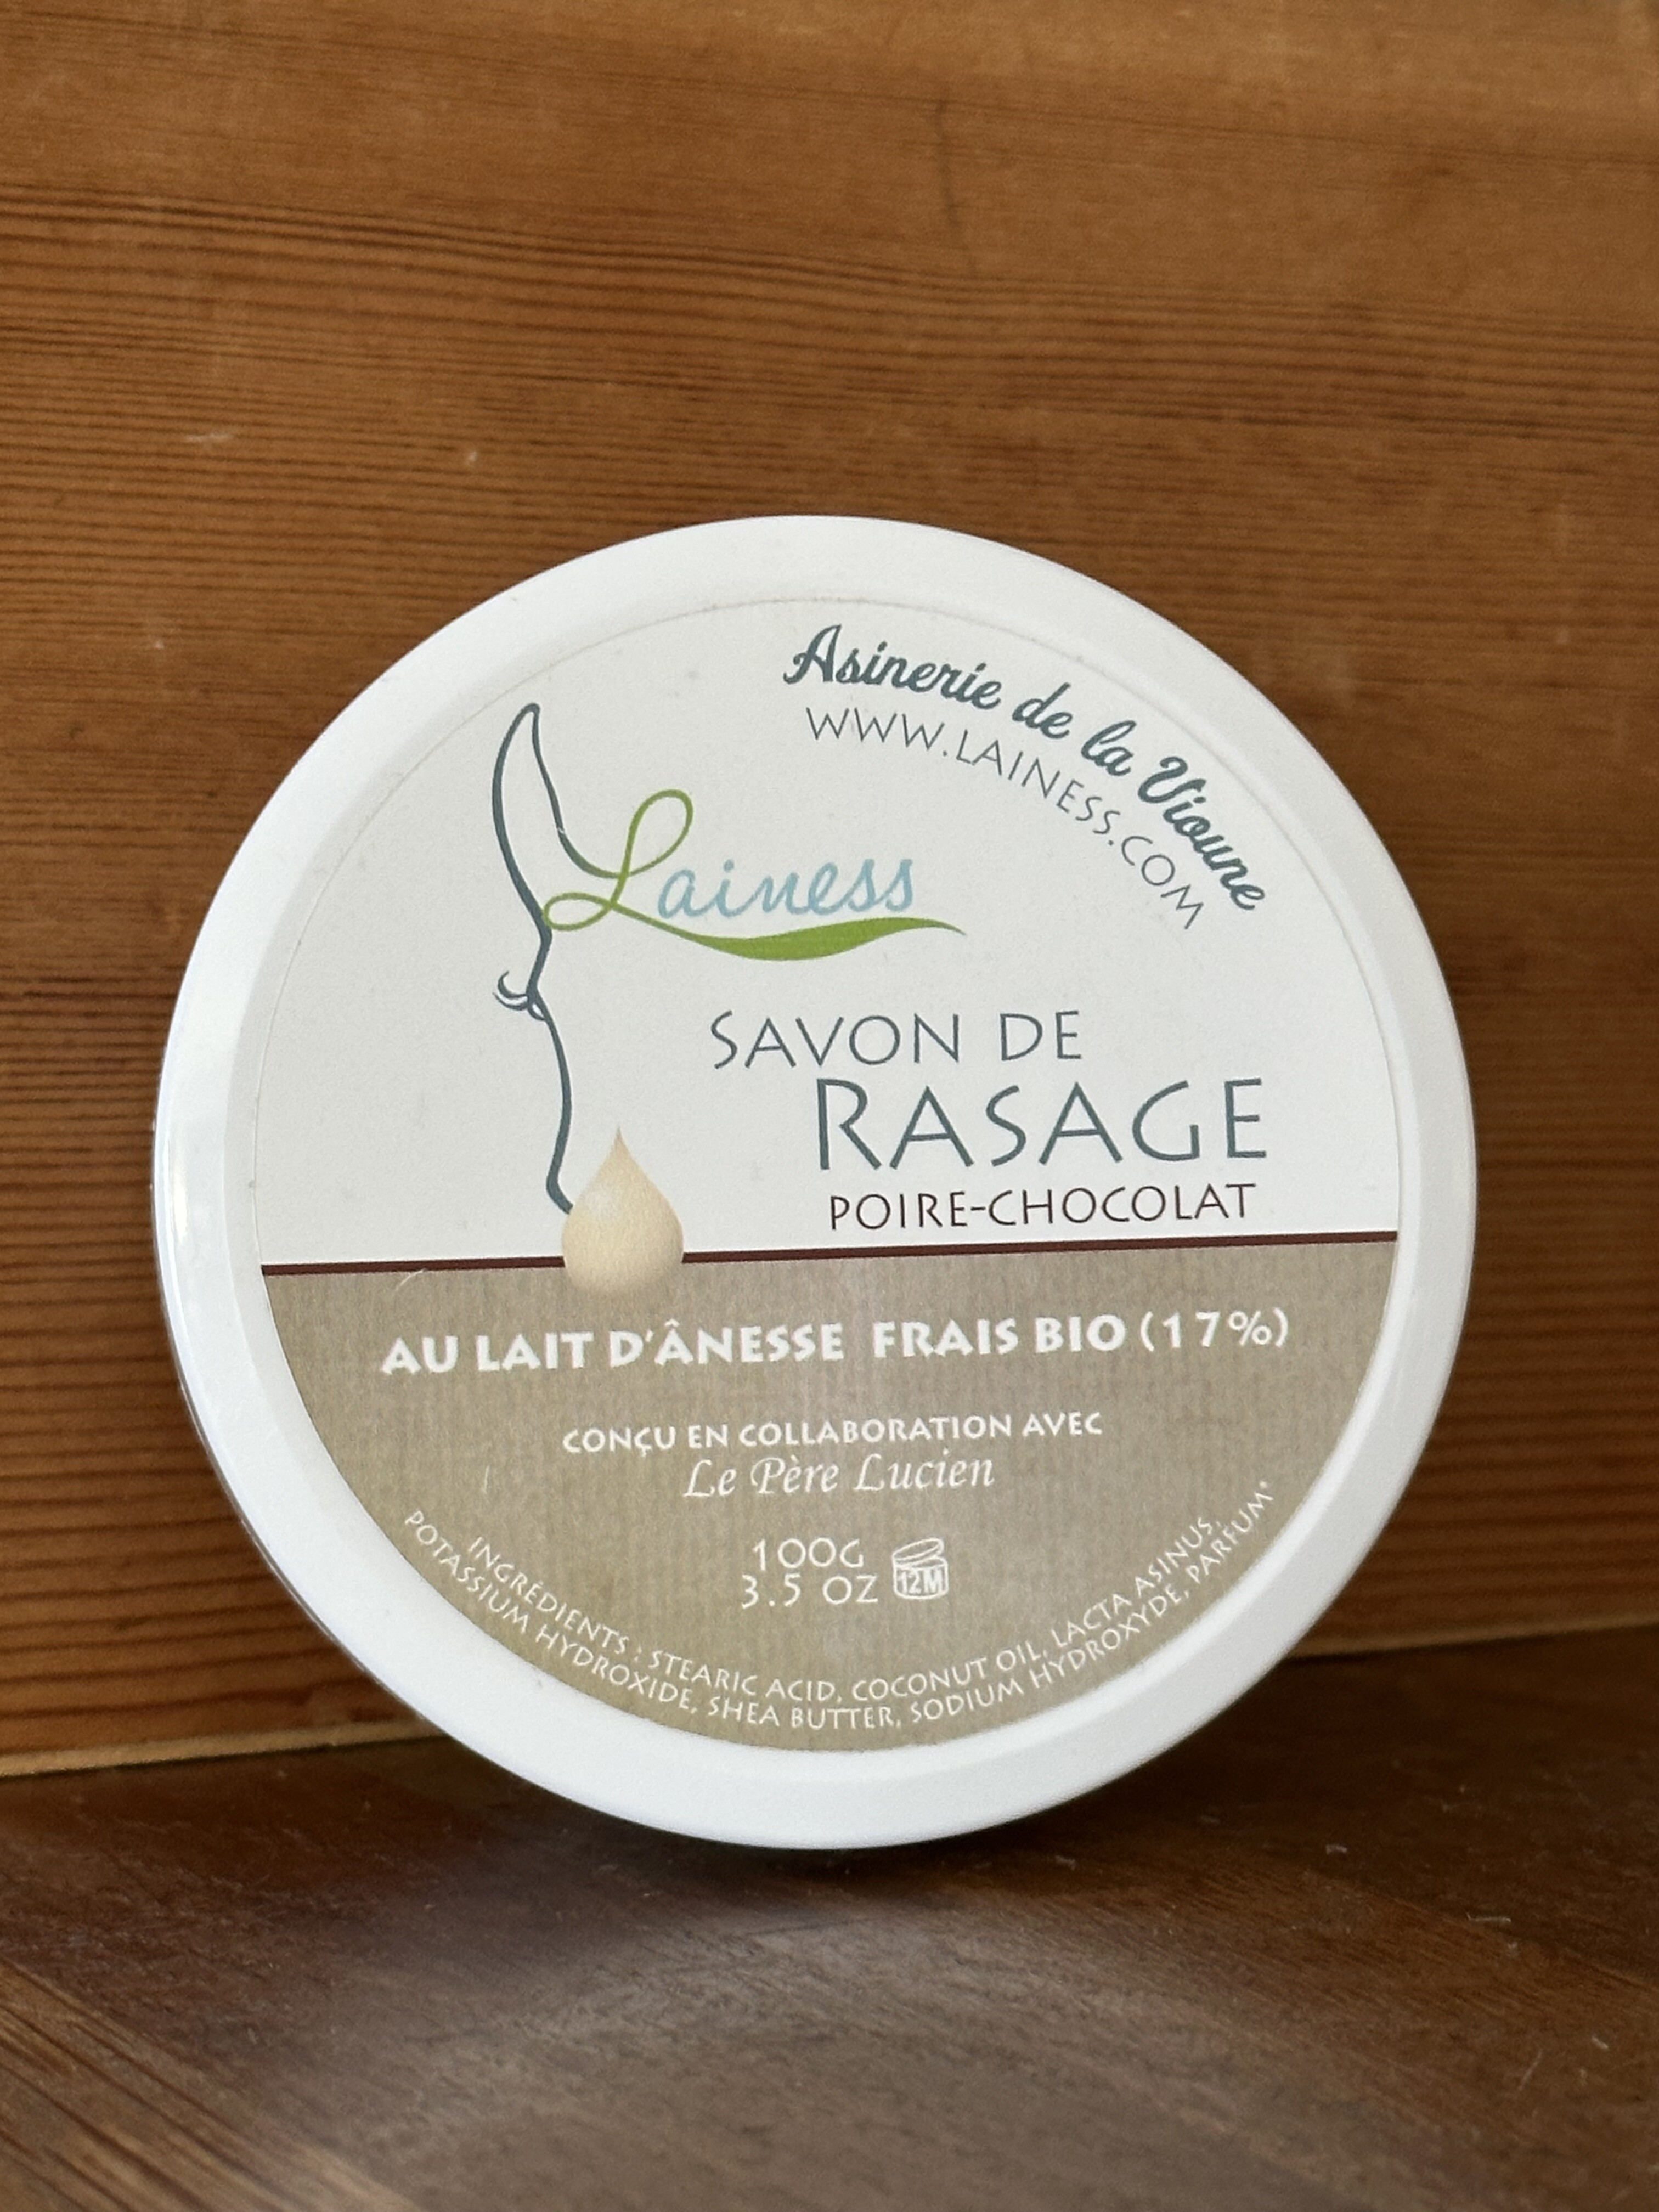 Asinerie de la Vioune
WWW.LAINESS.COM
Lainess
SAVON DE
RASAGE
POIRE-CHOCOLAT
AU LAIT D'ÂNESSE FRAIS BIO (17%)
CONÇU EN COLLABORATION AVEC
Le Père Lucien
100G
3.5 OZ
12M
INGRÉDIENTS : STEARIC ACID, COCONUT OIL, LACTA ASINUS,
POTASSIUM HYDROXIDE, SHEA BUTTER, SODIUM HYDROXYDE, PARFUM*